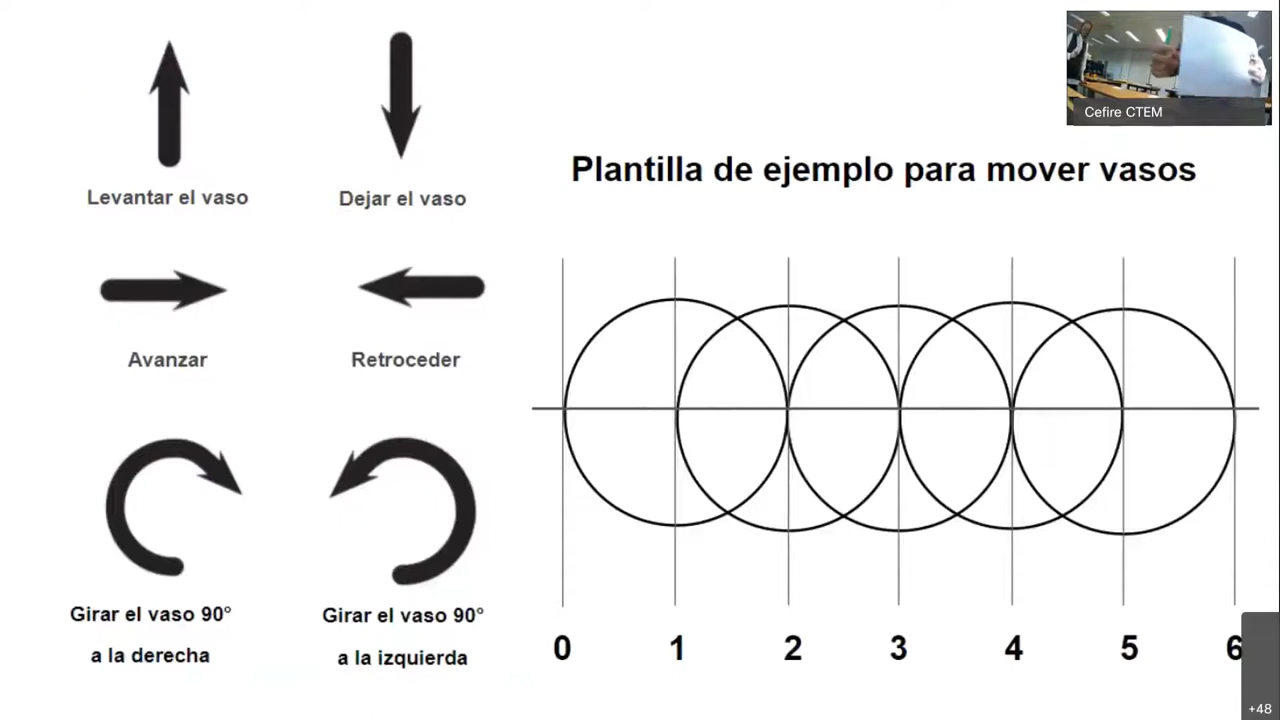 Cefire CTEM
Plantilla de ejemplo para mover vasos
Levantar el vaso
Dejar el vaso
Avanzar
Retroceder
Girar el vaso 90°
a la derecha
Girar el vaso 90°
a la izquierda
0 1 2 3 4 5 6
+48